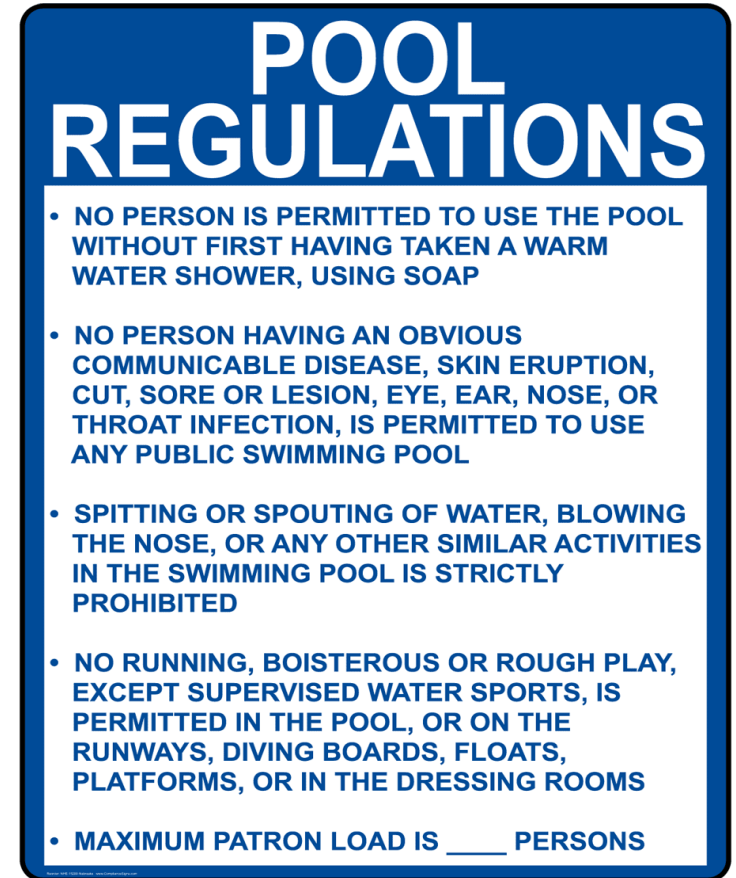 POOL
REGULATIONS
• NO PERSON IS PERMITTED TO USE THE POOL
WITHOUT FIRST HAVING TAKEN A WARM
WATER SHOWER, USING SOAP
• NO PERSON HAVING AN OBVIOUS
COMMUNICABLE DISEASE, SKIN ERUPTION,
CUT, SORE OR LESION, EYE, EAR, NOSE, OR
THROAT INFECTION, IS PERMITTED TO USE
ANY PUBLIC SWIMMING POOL
• SPITTING OR SPOUTING OF WATER, BLOWING
THE NOSE, OR ANY OTHER SIMILAR ACTIVITIES
IN THE SWIMMING POOL IS STRICTLY
PROHIBITED
• NO RUNNING, BOISTEROUS OR ROUGH PLAY,
EXCEPT SUPERVISED WATER SPORTS, IS
PERMITTED IN THE POOL, OR ON THE
RUNWAYS, DIVING BOARDS, FLOATS,
PLATFORMS, OR IN THE DRESSING ROOMS
• MAXIMUM PATRON LOAD IS ____ PERSONS
www.ComplianceSigns.com